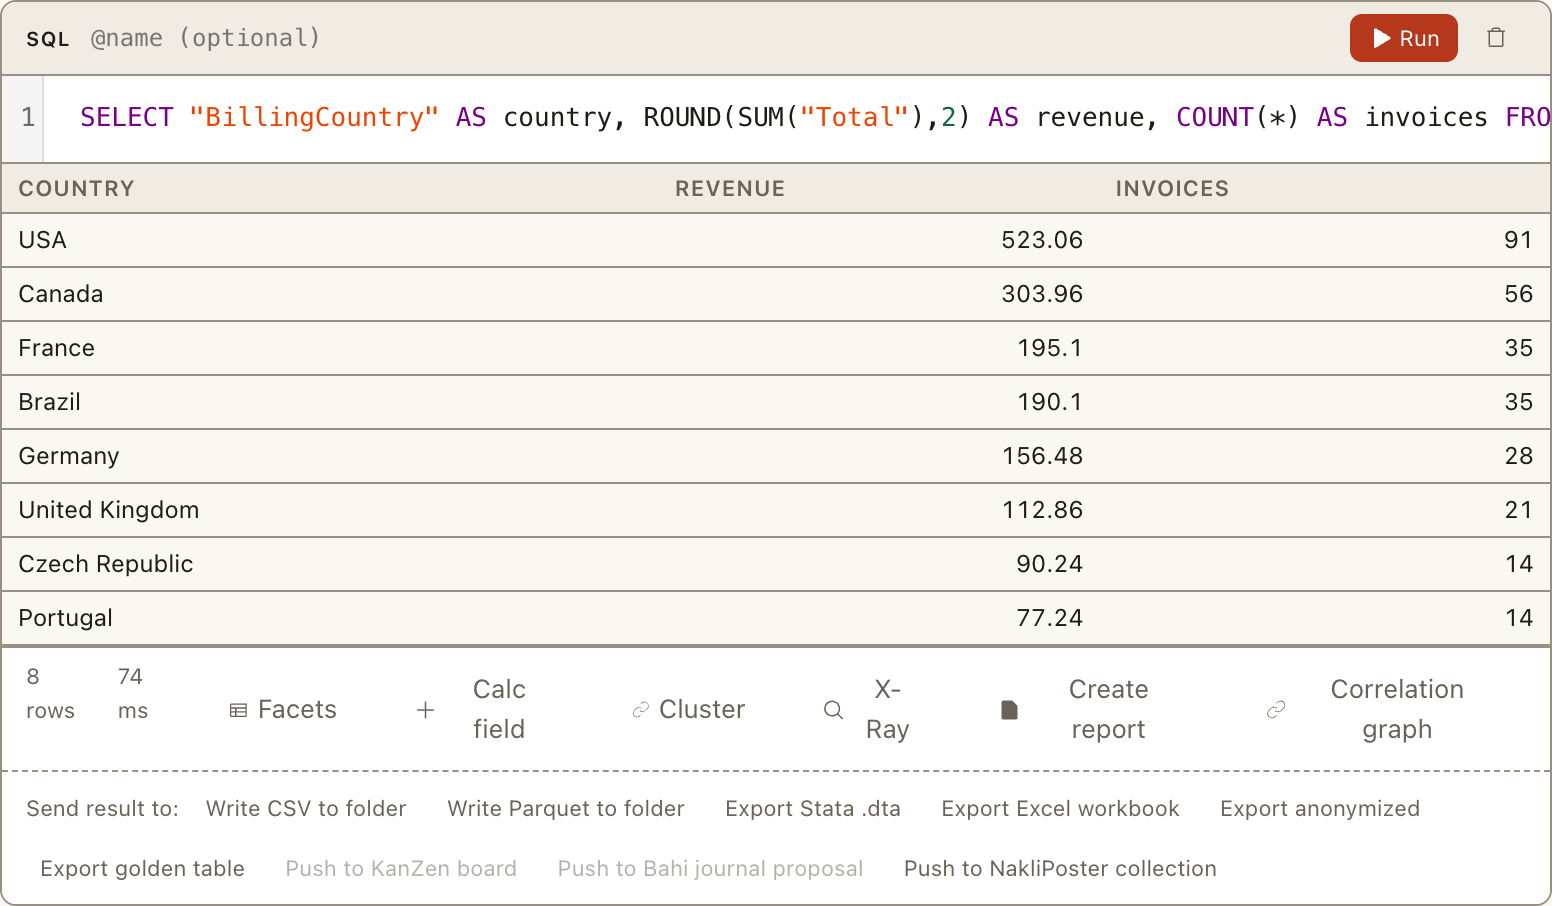 SQL @name (optional) Run
1 SELECT "BillingCountry" AS country, ROUND(SUM("Total"),2) AS revenue, COUNT(*) AS invoices FRO
COUNTRY REVENUE INVOICES
USA 523.06 91
Canada 303.96 56
France 195.1 35
Brazil 190.1 35
Germany 156.48 28
United Kingdom 112.86 21
Czech Republic 90.24 14
Portugal 77.24 14
8 rows 74 ms Facets Calc field Cluster X-Ray Create report Correlation graph
Send result to: Write CSV to folder Write Parquet to folder Export Stata .dta Export Excel workbook Export anonymized
Export golden table Push to KanZen board Push to Bahi journal proposal Push to NakliPoster collection